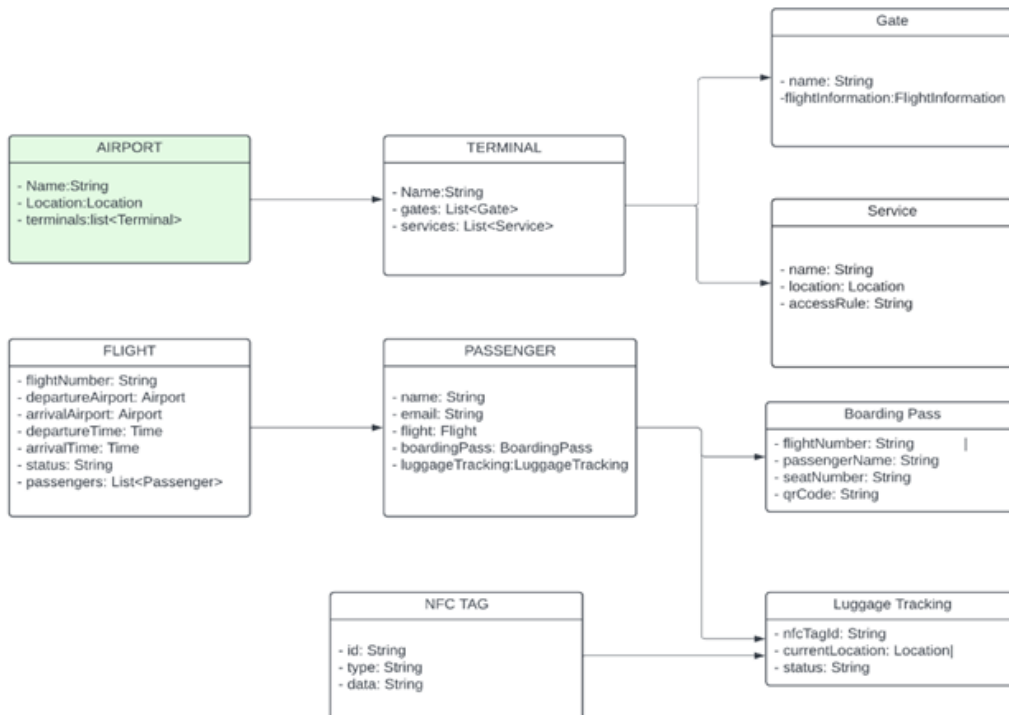 Gate
- name: String
-flightInformation:FlightInformation
AIRPORT
- Name:String
- Location:Location
- terminals:list<Terminal>
TERMINAL
- Name:String
- gates: List<Gate>
- services: List<Service>
Service
- name: String
- location: Location
- accessRule: String
FLIGHT
- flightNumber: String
- departureAirport: Airport
- arrivalAirport: Airport
- departureTime: Time
- arrivalTime: Time
- status: String
- passengers: List<Passenger>
PASSENGER
- name: String
- email: String
- flight: Flight
- boardingPass: BoardingPass
- luggageTracking:LuggageTracking
Boarding Pass
- flightNumber: String |
- passengerName: String
- seatNumber: String
- qrCode: String
NFC TAG
- id: String
- type: String
- data: String
Luggage Tracking
- nfcTagId: String
- currentLocation: Location|
- status: String